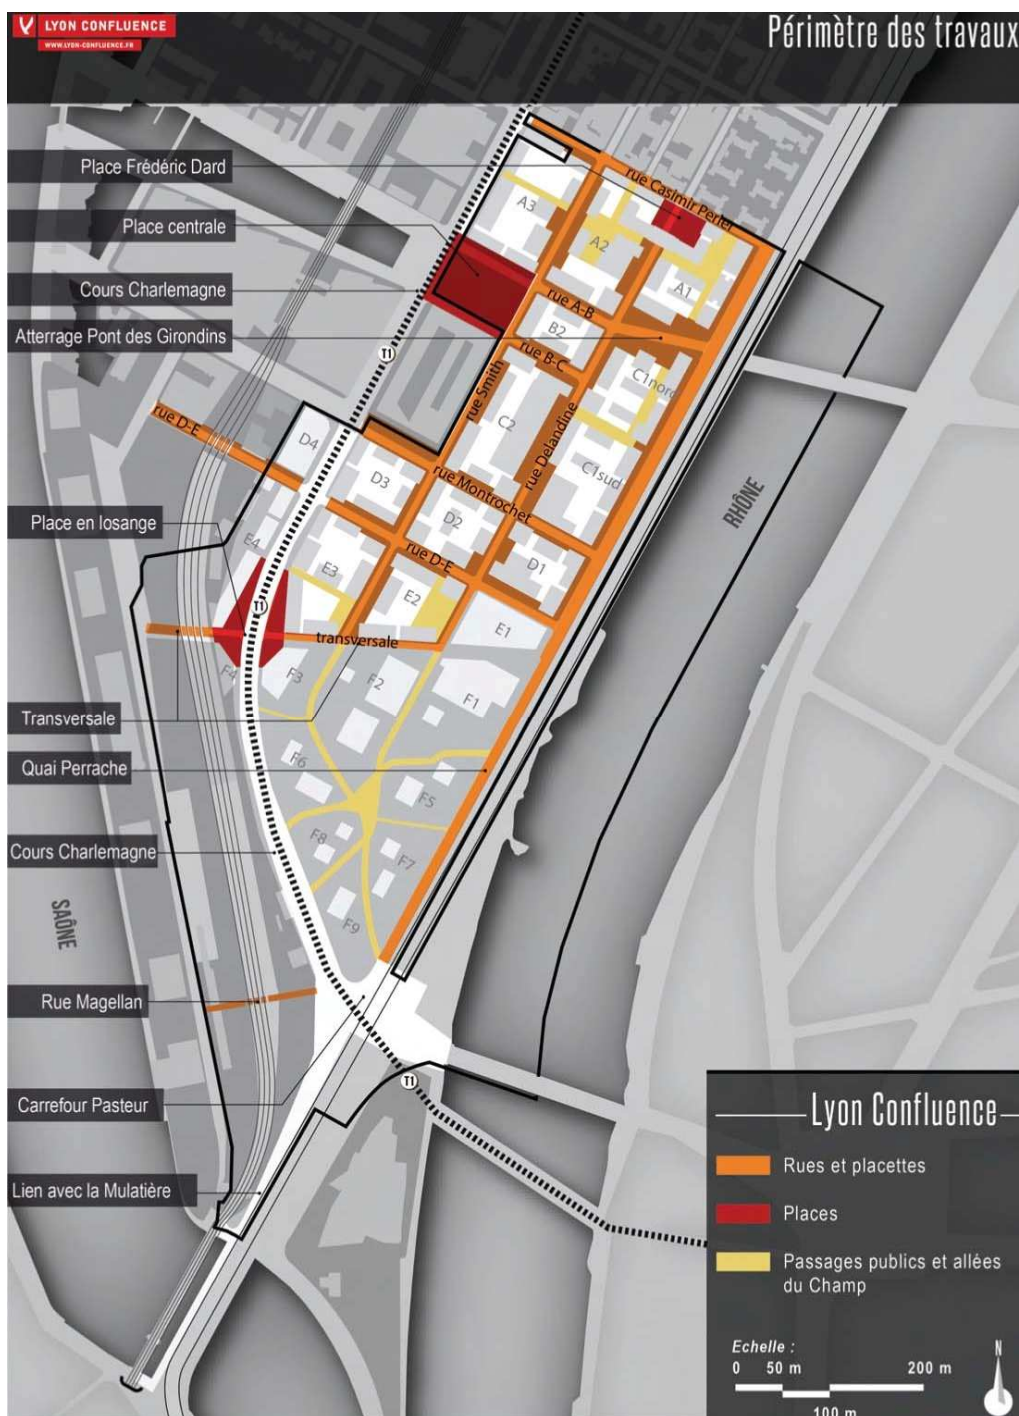 LYON CONFLUENCE
WWW.LYON-CONFLUENCE.FR
Périmètre des travaux
Place Frédéric Dard
Place centrale
Cours Charlemagne
Atterrage Pont des Girondins
Place en losange
Transversale
Quai Perrache
Cours Charlemagne
Rue Magellan
Carrefour Pasteur
Lien avec la Mulatière
rue Casimir Perier
A3
A2
A1
rue A-B
B2
rue B-C
C1nord
T1
rue Smith
C2
rue Delandine
C1sud
rue D-E
D4
D3
rue Montrochet
D2
D1
rue D-E
E4
E3
E2
E1
T1
transversale
F4
F3
F2
F1
F6
F5
F8
F7
F9
RHÔNE
SAÔNE
T1
Lyon Confluence
Rues et placettes
Places
Passages publics et allées
du Champ
Echelle :
0 50 m 200 m
100 m
N